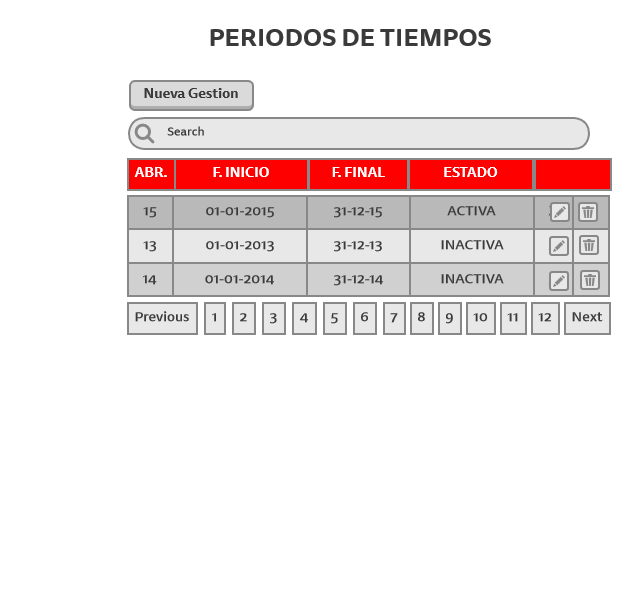 PERIODOS DE TIEMPOS
Nueva Gestion
Search
ABR. F. INICIO F. FINAL ESTADO
15 01-01-2015 31-12-15 ACTIVA
13 01-01-2013 31-12-13 INACTIVA
14 01-01-2014 31-12-14 INACTIVA
Previous 1 2 3 4 5 6 7 8 9 10 11 12 Next